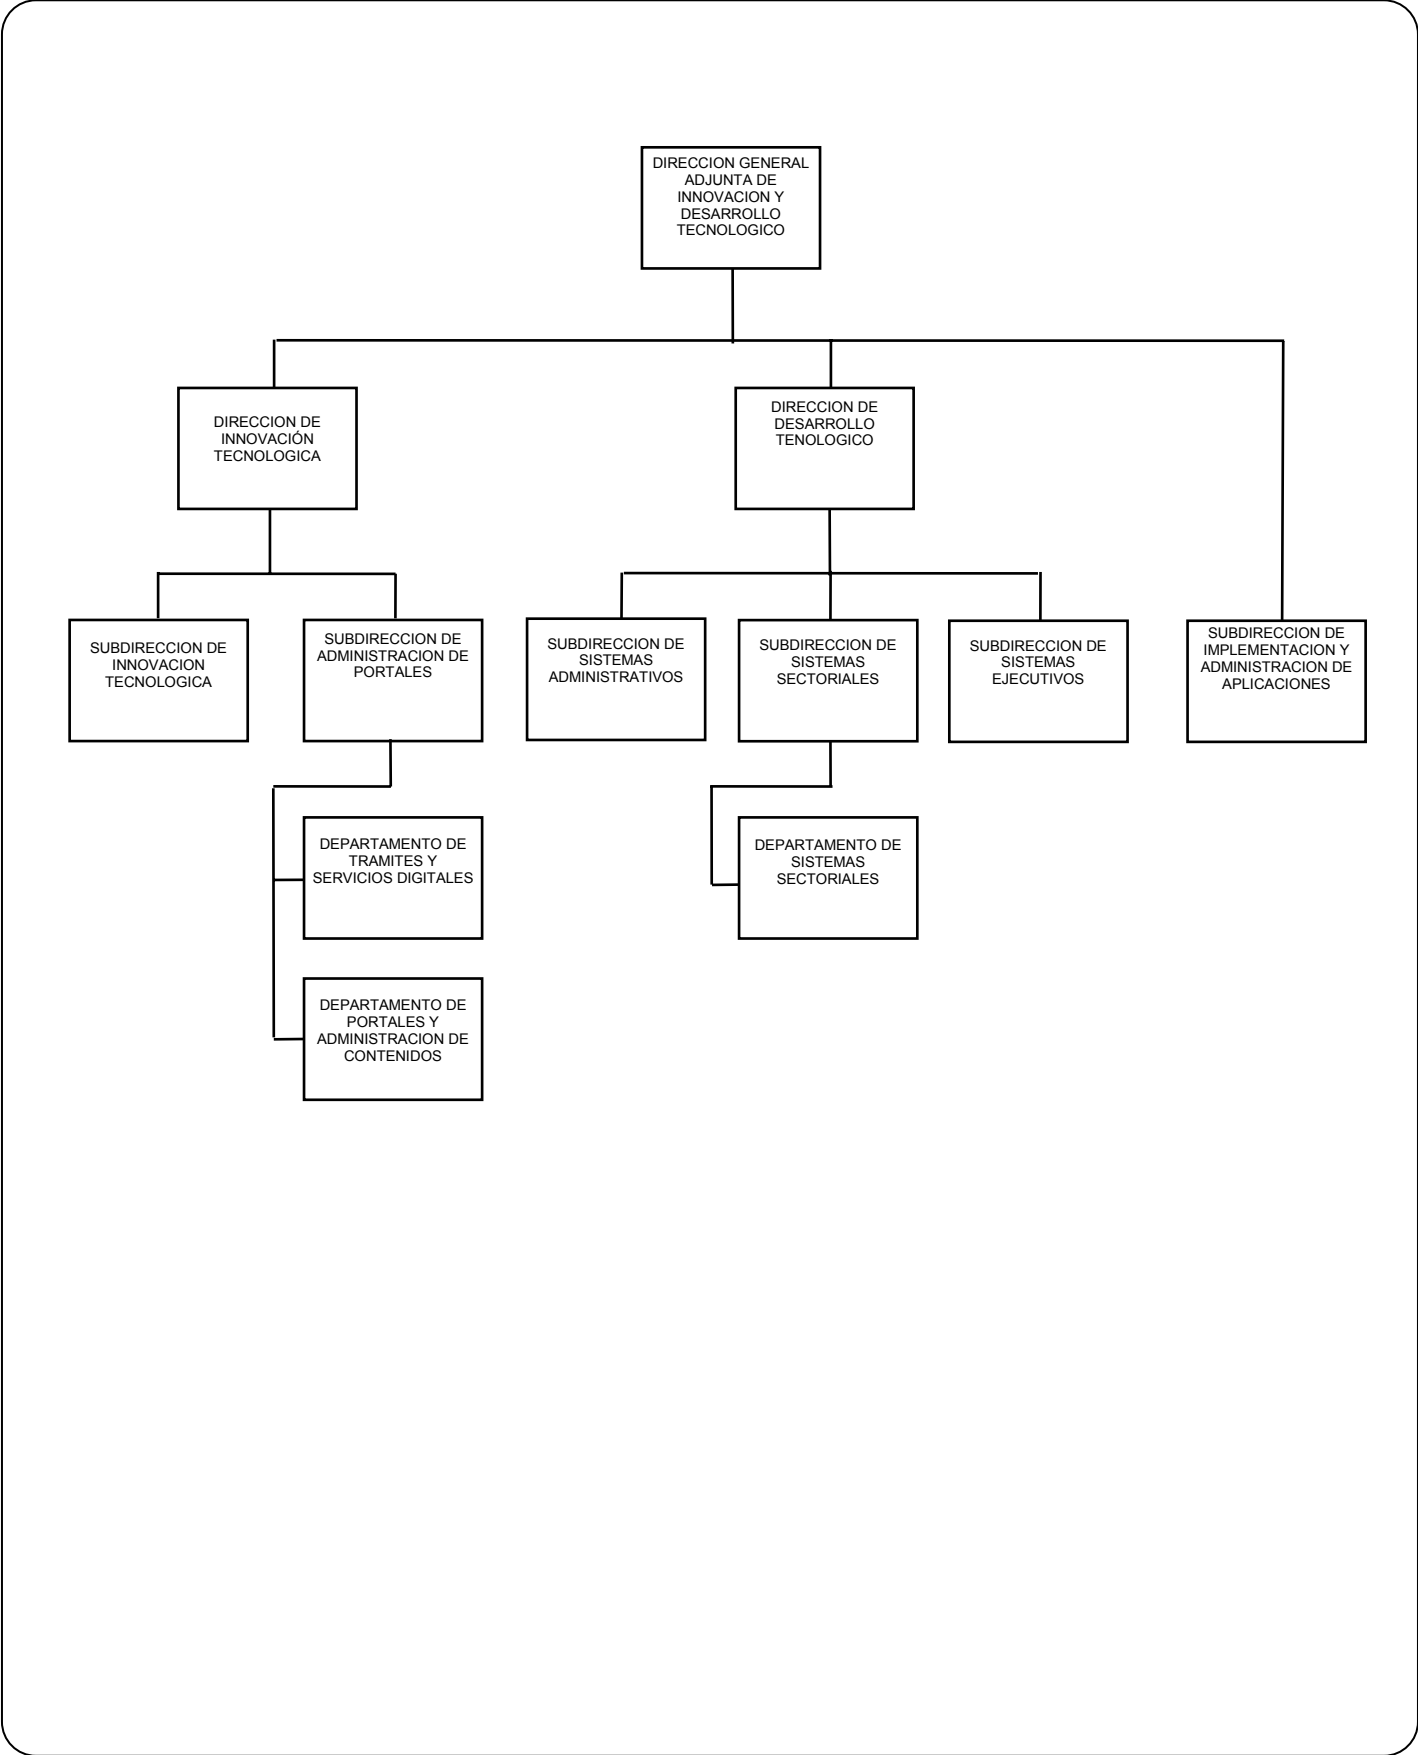 DIRECCION GENERAL
ADJUNTA DE
INNOVACION Y
DESARROLLO
TECNOLOGICO
DIRECCION DE
INNOVACIÓN
TECNOLOGICA
DIRECCION DE
DESARROLLO
TENOLOGICO
SUBDIRECCION DE
INNOVACION
TECNOLOGICA
SUBDIRECCION DE
ADMINISTRACION DE
PORTALES
SUBDIRECCION DE
SISTEMAS
ADMINISTRATIVOS
SUBDIRECCION DE
SISTEMAS
SECTORIALES
SUBDIRECCION DE
SISTEMAS
EJECUTIVOS
SUBDIRECCION DE
IMPLEMENTACION Y
ADMINISTRACION DE
APLICACIONES
DEPARTAMENTO DE
TRAMITES Y
SERVICIOS DIGITALES
DEPARTAMENTO DE
SISTEMAS
SECTORIALES
DEPARTAMENTO DE
PORTALES Y
ADMINISTRACION DE
CONTENIDOS